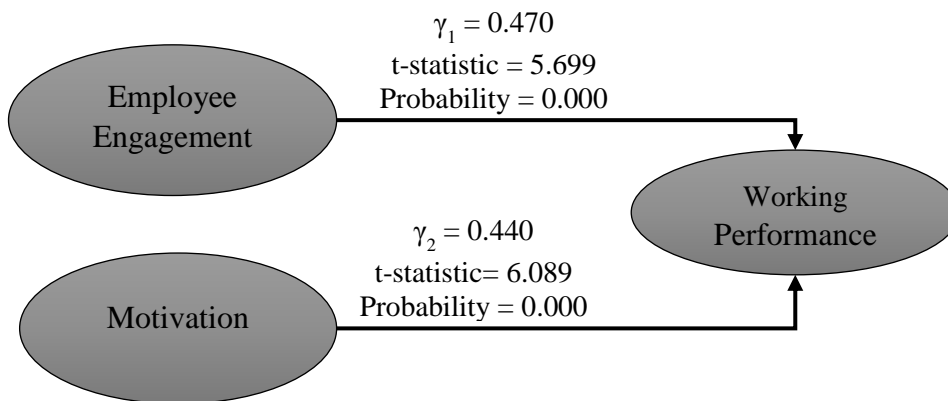 γ1 = 0.470
t-statistic = 5.699
Probability = 0.000
Employee
Engagement
Working
Performance
γ2 = 0.440
t-statistic= 6.089
Probability = 0.000
Motivation